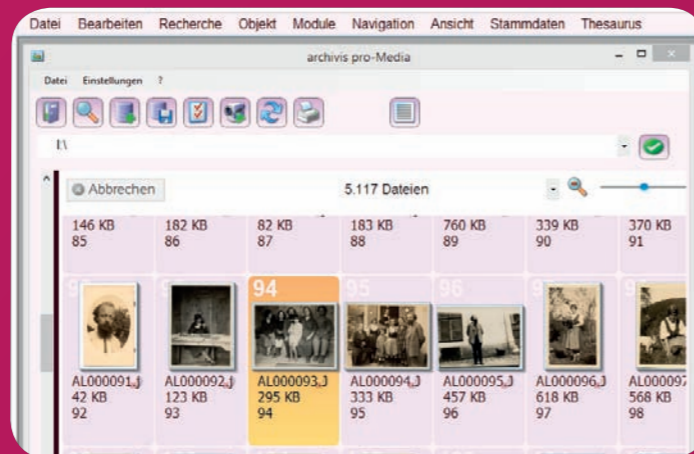 Datei Bearbeiten Recherche Objekt Module Navigation Ansicht Stammdaten Thesaurus
archivis pro-Media
Datei Einstellungen ?
I:\
Abbrechen 5.117 Dateien
146 KB 182 KB 82 KB 183 KB 760 KB 339 KB 370 KB
85 86 87 88 89 90 91
94 95 96
AL000091.J AL000092.J AL000093.J AL000094.J AL000095.J AL000096.J AL000097
42 KB 123 KB 295 KB 333 KB 457 KB 618 KB 568 KB
92 93 94 95 96 97 98